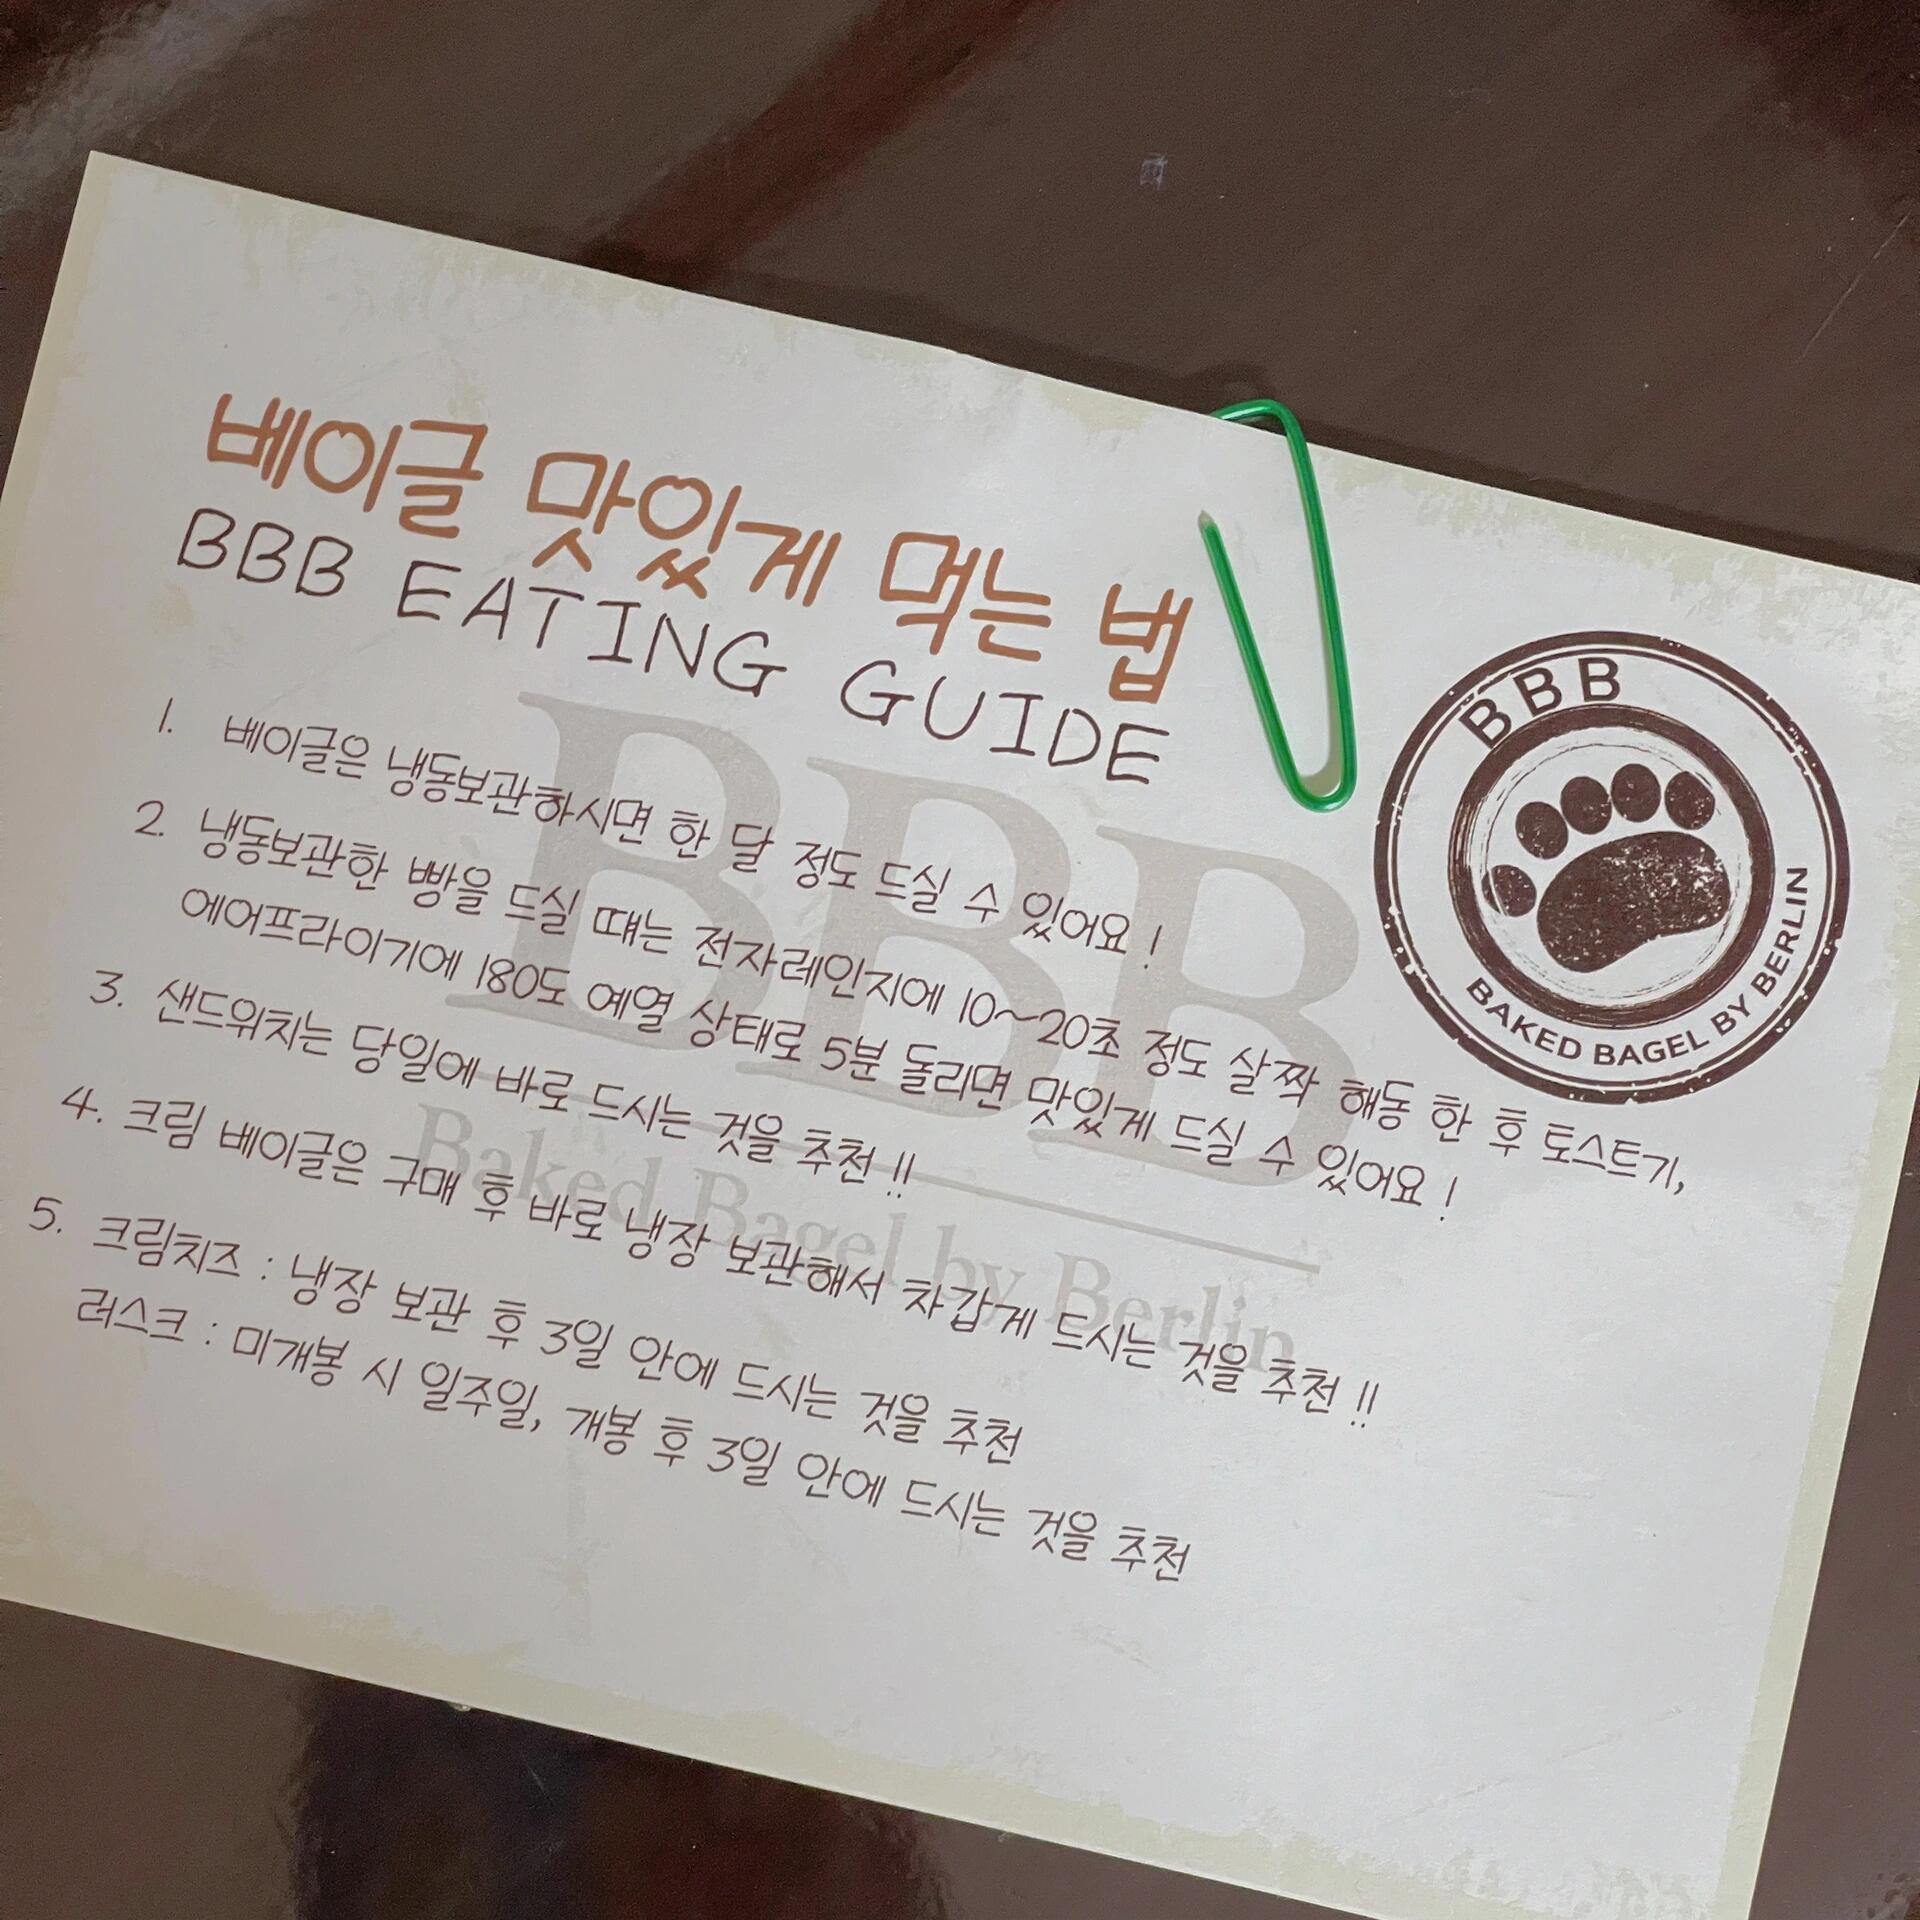 베이글 맛있게 먹는 법
BBB EATING GUIDE
1. 베이글은 냉동보관하시면 한 달 정도 드실 수 있어요!
2. 냉동보관한 빵을 드실 떄는 전자레인지에 10~20초 정도 살짝 해동 한 후 토스트기,
에어프라이기에 180도 예열 상태로 5분 돌리면 맛있게 드실 수 있어요!
3. 샌드위치는 당일에 바로 드시는 것을 추천!!
4. 크림 베이글은 구매 후 바로 냉장 보관해서 차갑게 드시는 것을 추천!!
5. 크림치즈 : 냉장 보관 후 3일 안에 드시는 것을 추천
러스크 : 미개봉 시 일주일, 개봉 후 3일 안에 드시는 것을 추천
BBB
BAKED BAGEL BY BERLIN
BBB
Baked Bagel by Berlin